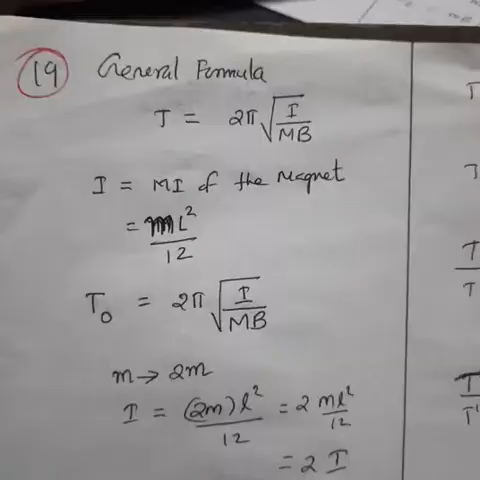 19 General Formula
T = 2π√(I/MB)
I = MI of the Magnet
= mL²/12
T₀ = 2π√(I/MB)
m → 2m
I = (2m)l²/12 = 2 ml²/12
= 2 I
T
T
T/T
T/T'